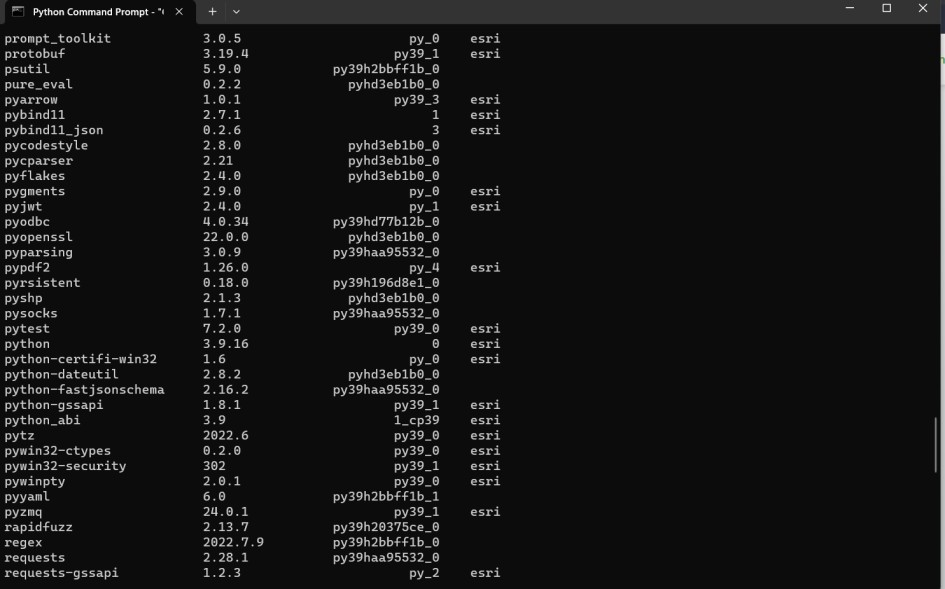 Python Command Prompt - "(
prompt_toolkit 3.0.5 py_0 esri
protobuf 3.19.4 py39_1 esri
psutil 5.9.0 py39h2bbff1b_0
pure_eval 0.2.2 pyhd3eb1b0_0
pyarrow 1.0.1 py39_3 esri
pybind11 2.7.1 1 esri
pybind11_json 0.2.6 3 esri
pycodestyle 2.8.0 pyhd3eb1b0_0
pycparser 2.21 pyhd3eb1b0_0
pyflakes 2.4.0 pyhd3eb1b0_0
pygments 2.9.0 py_0 esri
pyjwt 2.4.0 py_1 esri
pyodbc 4.0.34 py39hd77b12b_0
pyopenssl 22.0.0 pyhd3eb1b0_0
pyparsing 3.0.9 py39haa95532_0
pypdf2 1.26.0 py_4 esri
pyrsistent 0.18.0 py39h196d8e1_0
pyshp 2.1.3 pyhd3eb1b0_0
pysocks 1.7.1 py39haa95532_0
pytest 7.2.0 py39_0 esri
python 3.9.16 0 esri
python-certifi-win32 1.6 py_0 esri
python-dateutil 2.8.2 pyhd3eb1b0_0
python-fastjsonschema 2.16.2 py39haa95532_0
python-gssapi 1.8.1 py39_1 esri
python_abi 3.9 1_cp39 esri
pytz 2022.6 py39_0 esri
pywin32-ctypes 0.2.0 py39_0 esri
pywin32-security 302 py39_1 esri
pywinpty 2.0.1 py39_0 esri
pyyaml 6.0 py39h2bbff1b_1
pyzmq 24.0.1 py39_1 esri
rapidfuzz 2.13.7 py39h20375ce_0
regex 2022.7.9 py39h2bbff1b_0
requests 2.28.1 py39haa95532_0
requests-gssapi 1.2.3 py_2 esri